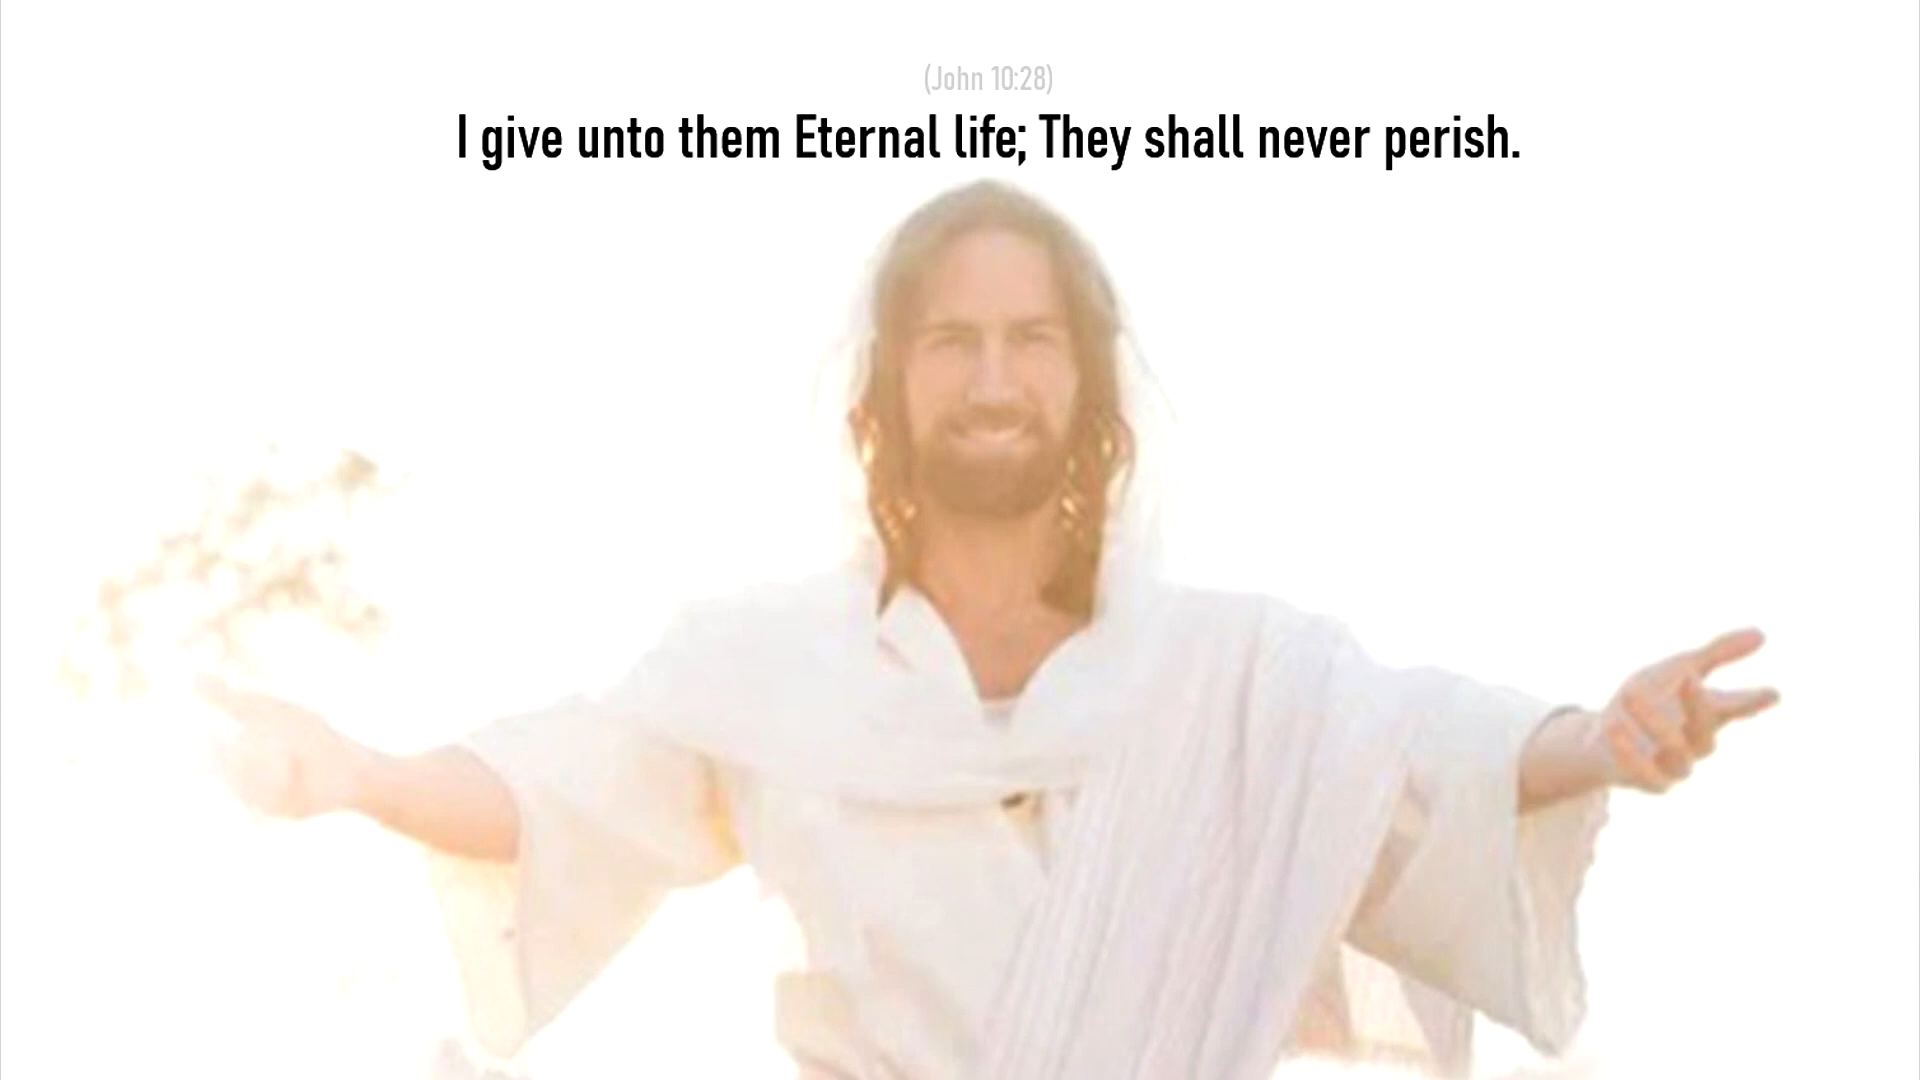 (John 10:28)
I give unto them Eternal life; They shall never perish.